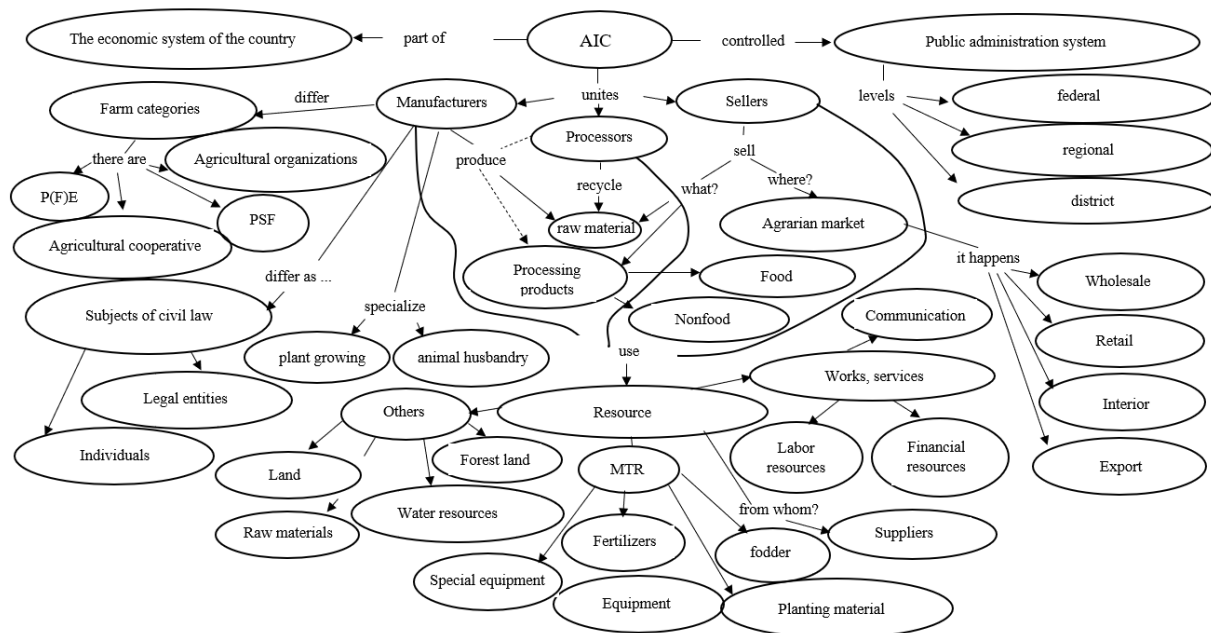 The economic system of the country
part of
AIC
controlled
Public administration system
Farm categories
differ
Manufacturers
unites
Sellers
levels
federal
there are
Agricultural organizations
produce
Processors
sell
regional
P(F)E
PSF
recycle
what?
where?
district
Agricultural cooperative
raw material
Agrarian market
it happens
differ as ...
Processing
products
Food
Wholesale
Subjects of civil law
specialize
Nonfood
Communication
Retail
plant growing
animal husbandry
use
Works, services
Legal entities
Others
Resource
Interior
Individuals
Land
Forest land
MTR
Labor
resources
Financial
resources
Export
Raw materials
Water resources
from whom?
Suppliers
Fertilizers
fodder
Special equipment
Equipment
Planting material